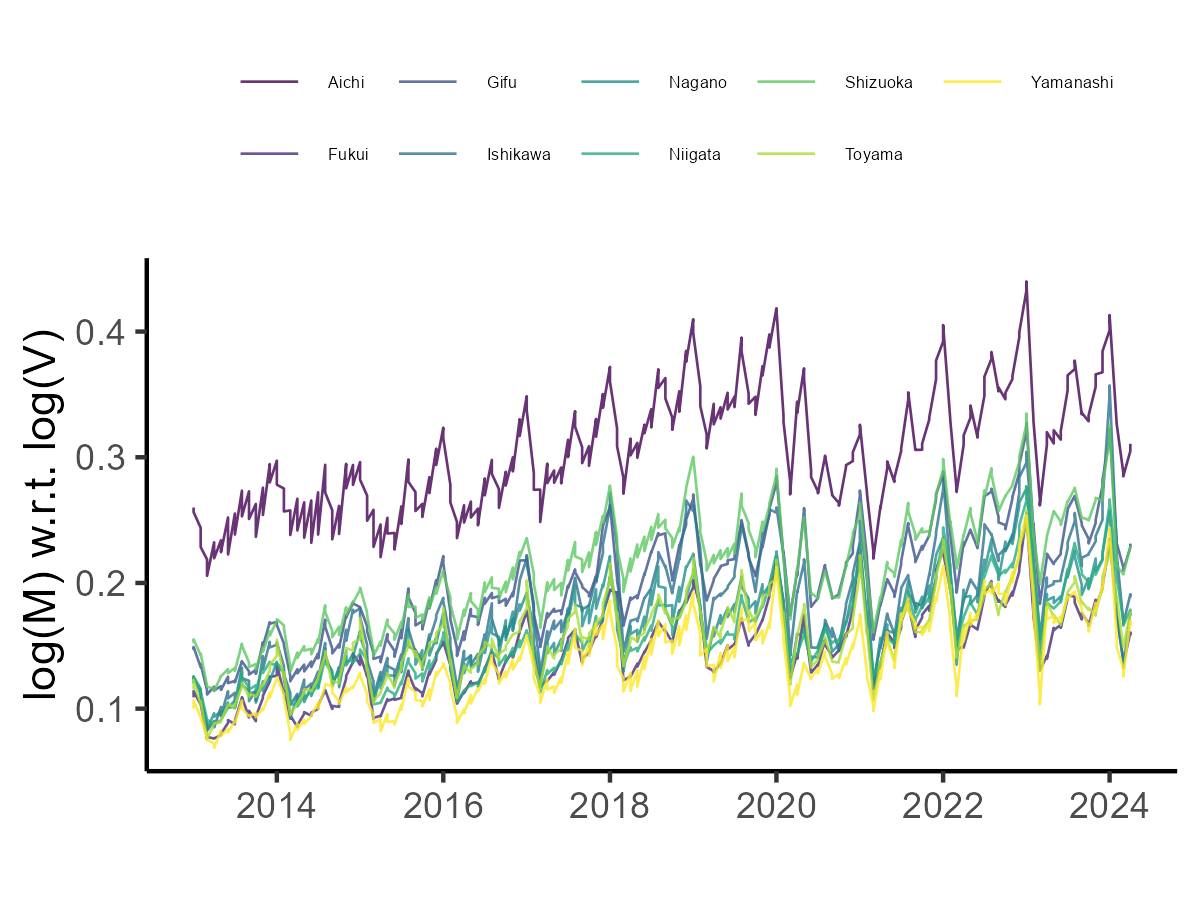 Aichi Gifu Nagano Shizuoka Yamanashi
Fukui Ishikawa Niigata Toyama
log(M) w.r.t. log(V)
0.4
0.3
0.2
0.1
2014 2016 2018 2020 2022 2024